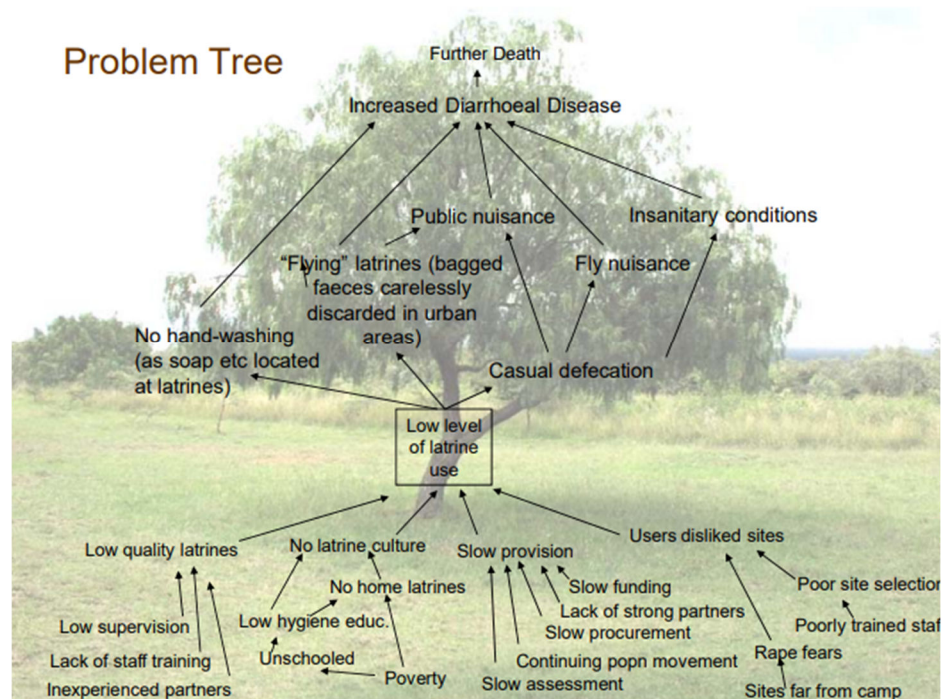 Problem Tree
Further Death
Increased Diarrhoeal Disease
Public nuisance
Insanitary conditions
"Flying" latrines (bagged
faeces carelessly
discarded in urban
areas)
Fly nuisance
No hand-washing
(as soap etc located
at latrines)
Casual defecation
Low level
of latrine
use
Low quality latrines
No latrine culture
Slow provision
Users disliked sites
No home latrines
Slow funding
Poor site selection
Low supervision
Low hygiene educ.
Lack of strong partners
Slow procurement
Poorly trained staf
Lack of staff training
Unschooled
Continuing popn movement
Rape fears
Inexperienced partners
Poverty
Slow assessment
Sites far from camp